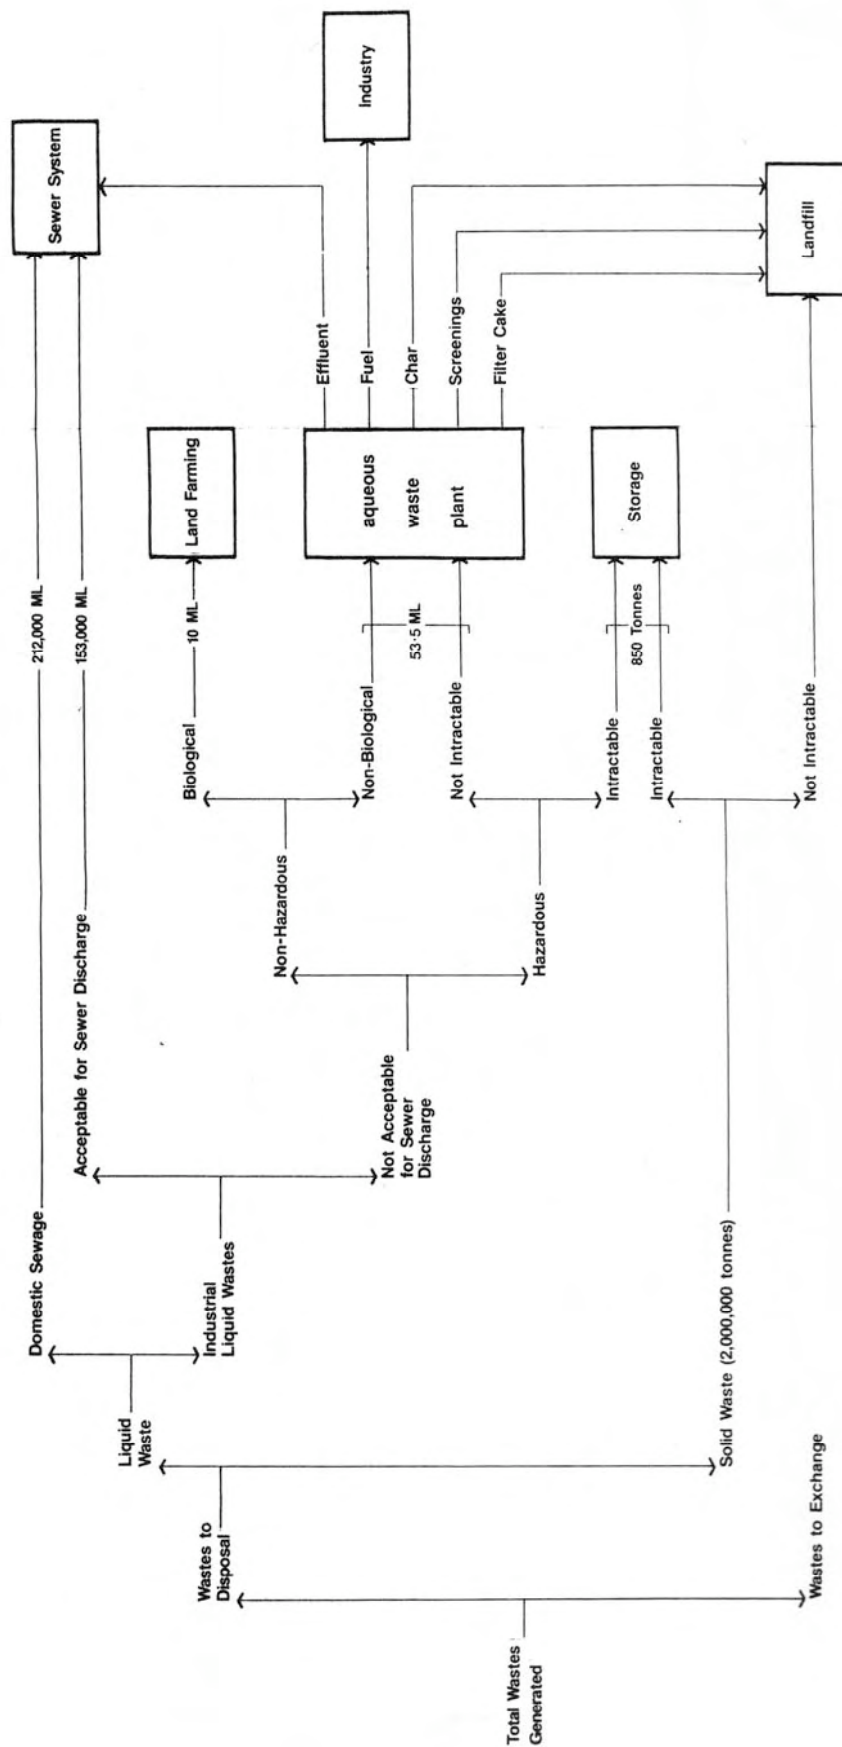 Total Wastes
Generated
Wastes to
Disposal
Wastes to Exchange
Liquid
Waste
Solid Waste (2,000,000 tonnes)
Domestic Sewage
Industrial
Liquid Wastes
212,000 ML
Acceptable for Sewer Discharge
153,000 ML
Not Acceptable
for Sewer
Discharge
Non-Hazardous
Hazardous
Biological
10 ML
Non-Biological
53·5 ML
Not Intractable
Intractable
850 Tonnes
Intractable
Not Intractable
Land Farming
aqueous
waste
plant
Storage
Effluent
Fuel
Char
Screenings
Filter Cake
Sewer System
Industry
Landfill